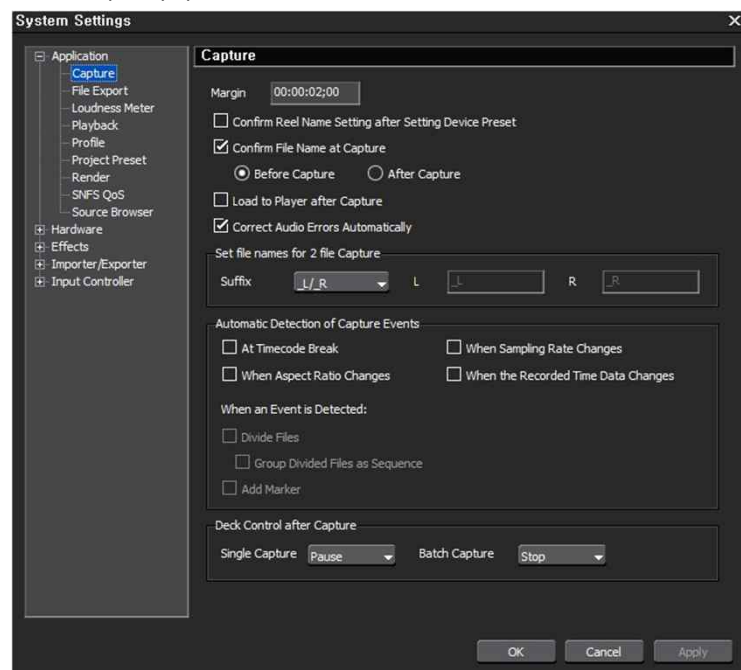 System Settings
X
Application
Capture
File Export
Loudness Meter
Playback
Profile
Project Preset
Render
SNFS QoS
Source Browser
Hardware
Effects
Importer/Exporter
Input Controller
Capture
Margin 00:00:02;00
Confirm Reel Name Setting after Setting Device Preset
Confirm File Name at Capture
Before Capture After Capture
Load to Player after Capture
Correct Audio Errors Automatically
Set file names for 2 file Capture
Suffix _L/_R L _L R _R
Automatic Detection of Capture Events
At Timecode Break When Sampling Rate Changes
When Aspect Ratio Changes When the Recorded Time Data Changes
When an Event is Detected:
Divide Files
Group Divided Files as Sequence
Add Marker
Deck Control after Capture
Single Capture Pause Batch Capture Stop
OK Cancel Apply